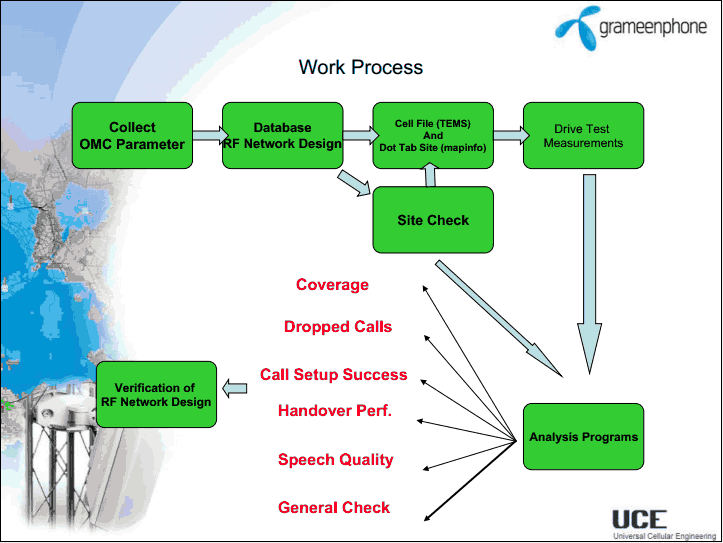 grameenphone
Work Process
Collect
OMC Parameter
Database
RF Network Design
Cell File (TEMS)
And
Dot Tab Site (mapinfo)
Drive Test
Measurements
Site Check
Coverage
Dropped Calls
Call Setup Success
Handover Perf.
Speech Quality
General Check
Verification of
RF Network Design
Analysis Programs
UCE
Universal Cellular Engineering